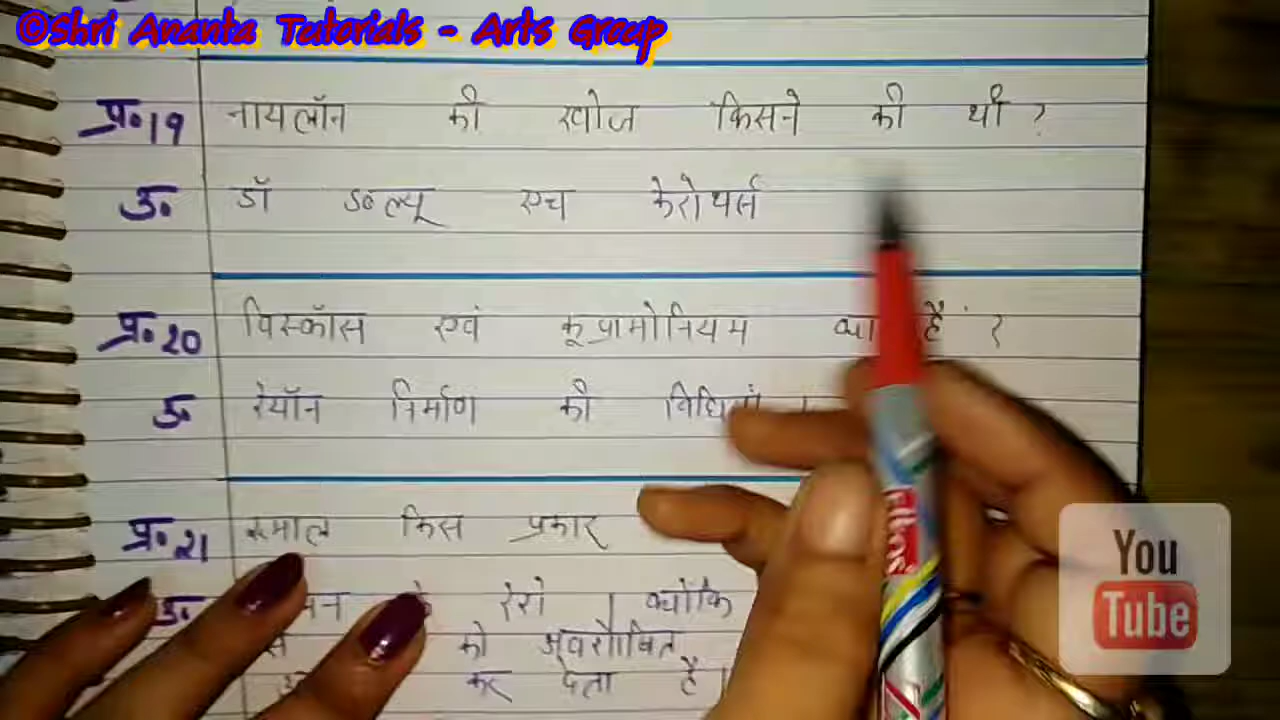 ©Shri Ananta Tutorials - Arts Group
प्र.19 नायलॉन की खोज किसने की थी ?
उ. डॉ डब्ल्यू एच केरोथर्स
प्र.20 विस्कॉस एवं कूप्रामोनियम क्या हैं ?
उ. रेयॉन निर्माण की विधियां ।
प्र.21 रूमाल किस प्रकार
उ. रेशे । क्योंकि
को अवशोषित
कर देता है।
You
Tube
elkos